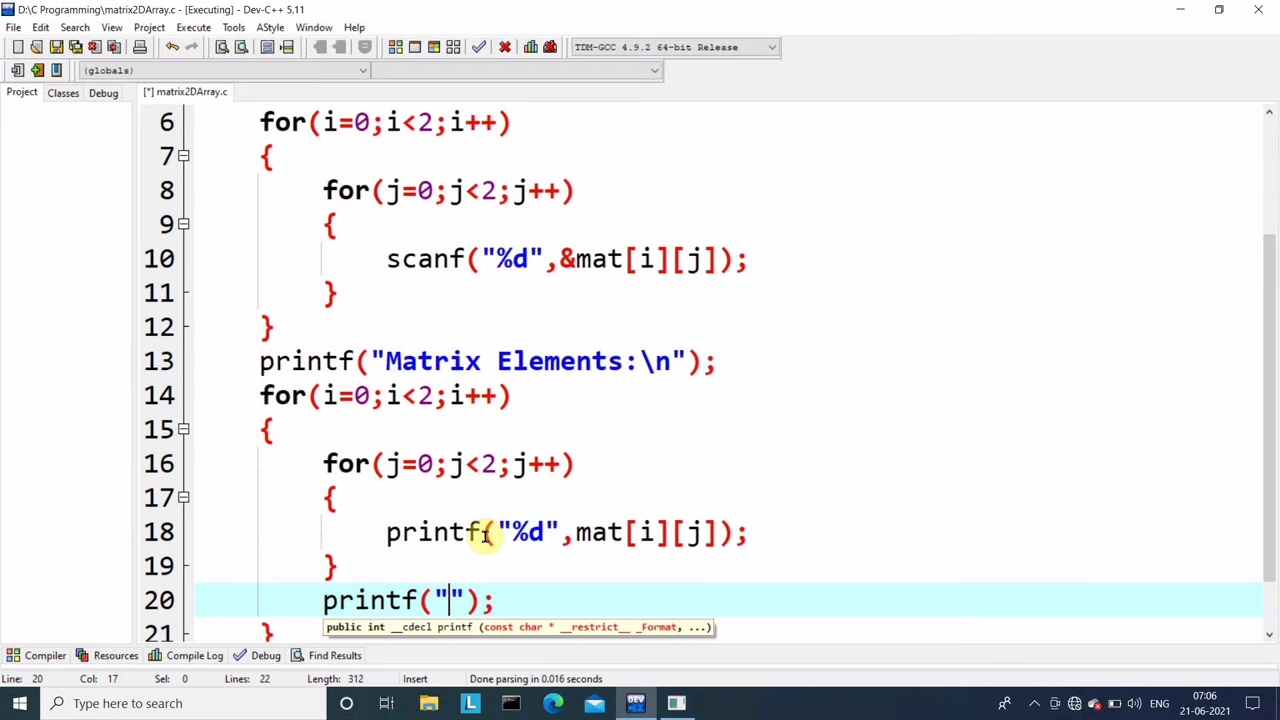 D:\C Programming\matrix2DArray.c - [Executing] - Dev-C++ 5.11
File Edit Search View Project Execute Tools AStyle Window Help
TDM-GCC 4.9.2 64-bit Release
(globals)
Project Classes Debug [*] matrix2DArray.c
6 for(i=0;i<2;i++)
7 {
8 for(j=0;j<2;j++)
9 {
10 scanf("%d",&mat[i][j]);
11 }
12 }
13 printf("Matrix Elements:\n");
14 for(i=0;i<2;i++)
15 {
16 for(j=0;j<2;j++)
17 {
18 printf("%d",mat[i][j]);
19 }
20 printf("");
public int __cdecl printf (const char * __restrict__ _Format, ...)
21 }
Compiler Resources Compile Log Debug Find Results
Line: 20 Col: 17 Sel: 0 Lines: 22 Length: 312 Insert Done parsing in 0.016 seconds
Type here to search
L
ENG
07:06
21-06-2021